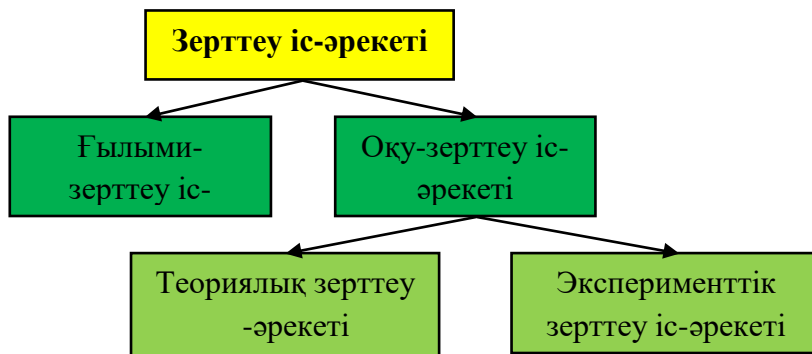 Зерттеу іс-әрекеті
Ғылыми-
зерттеу іс-
Оқу-зерттеу іс-
әрекеті
Теориялық зерттеу
-әрекеті
Эксперименттік
зерттеу іс-әрекеті